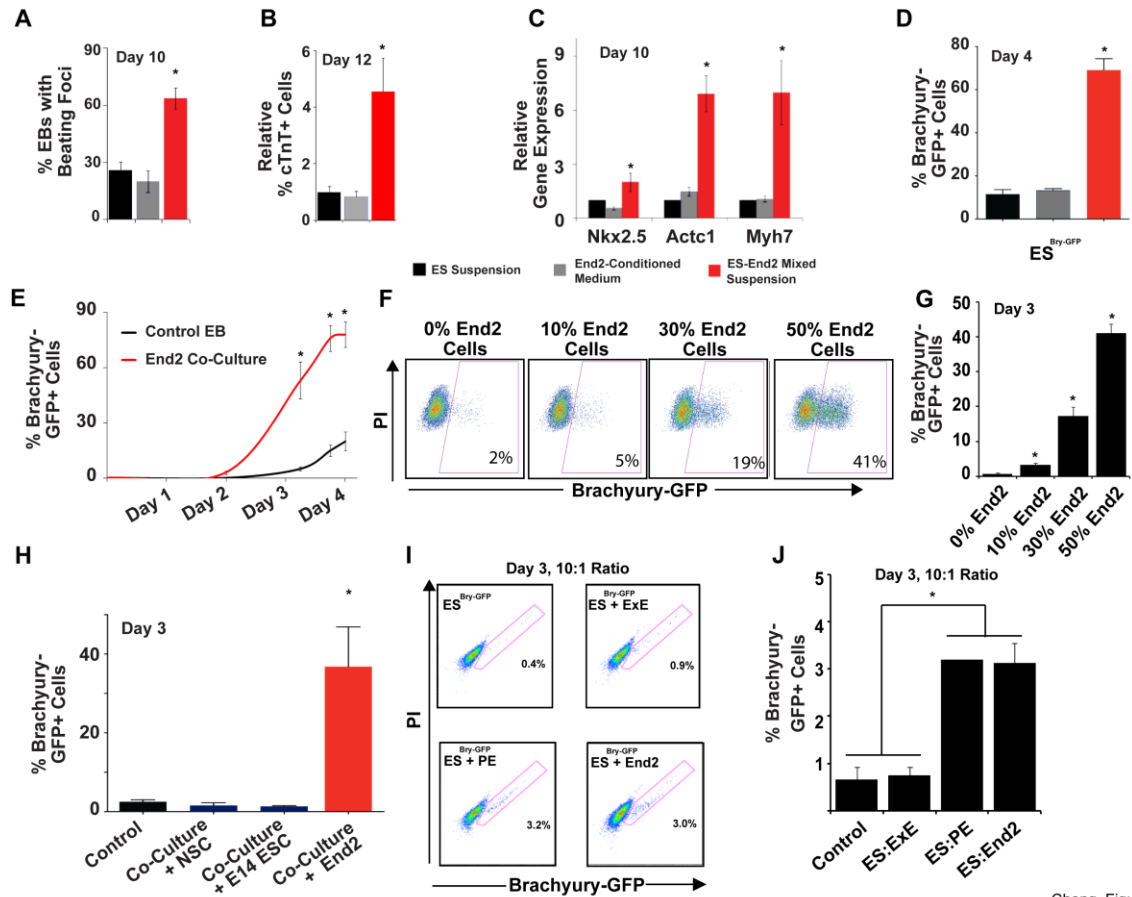 A
% EBs with
Beating Foci
90
60
30
0
Day 10
*
B
Relative
% cTnT+ Cells
6
4
2
0
Day 12
*
C
Relative
Gene Expression
9
6
3
0
Day 10
*
*
*
Nkx2.5 Actc1 Myh7
D
% Brachyury-
GFP+ Cells
80
60
40
20
0
Day 4
*
ES Bry-GFP
ES Suspension
End2-Conditioned
Medium
ES-End2 Mixed
Suspension
E
% Brachyury-
GFP+ Cells
90
60
30
0
Control EB
End2 Co-Culture
* * *
Day 1 Day 2 Day 3 Day 4
F
0% End2
Cells
10% End2
Cells
30% End2
Cells
50% End2
Cells
PI
2% 5% 19% 41%
Brachyury-GFP
G
% Brachyury-
GFP+ Cells
50
40
30
20
10
0
Day 3
*
*
*
0% End2
10% End2
30% End2
50% End2
H
% Brachyury-
GFP+ Cells
40
20
0
Day 3
*
Control
Co-Culture
+ NSC
Co-Culture
+ E14 ESC
Co-Culture
+ End2
I
Day 3, 10:1 Ratio
PI
Bry-GFP
ES
0.4%
Bry-GFP
ES + ExE
0.9%
Bry-GFP
ES + PE
3.2%
Bry-GFP
ES + End2
3.0%
Brachyury-GFP
J
Day 3, 10:1 Ratio
% Brachyury-
GFP+ Cells
5
4
3
2
1
*
Control
ES:ExE
ES:PE
ES:End2